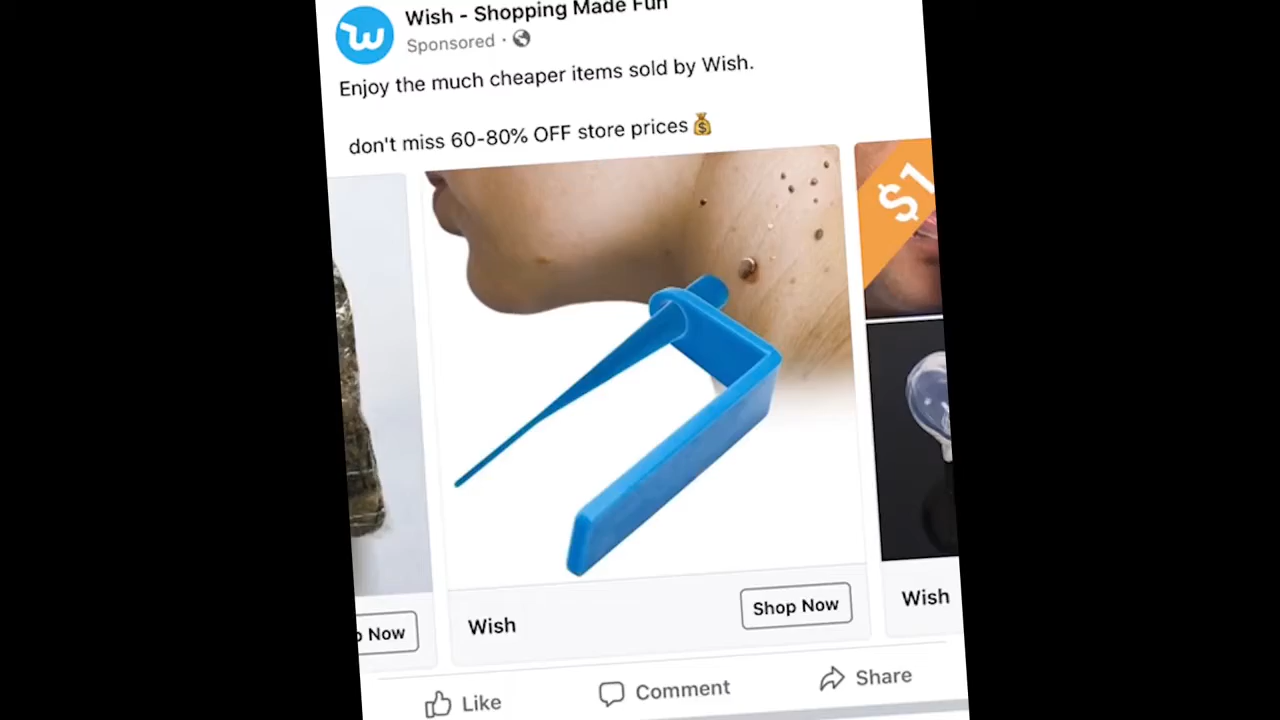 Wish - Shopping Made Fun
Sponsored ·
Enjoy the much cheaper items sold by Wish.
don't miss 60-80% OFF store prices💰
$1
Now
Wish
Shop Now
Wish
Like
Comment
Share